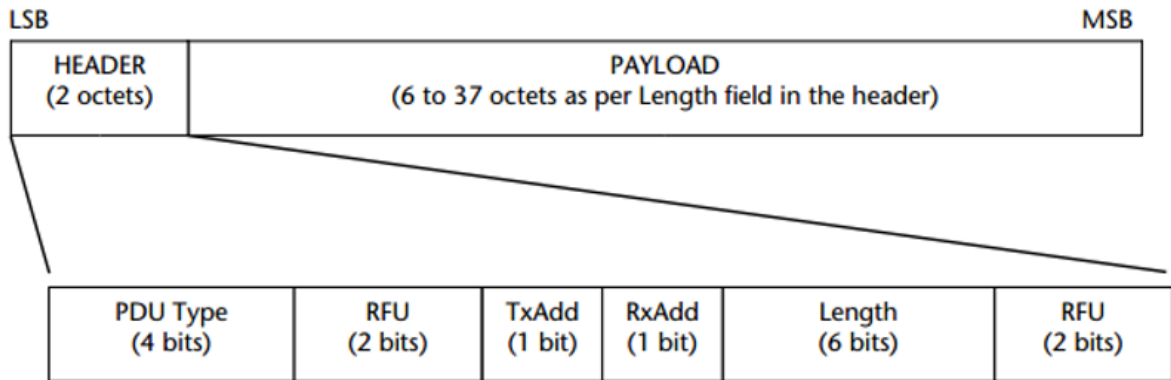 LSB MSB
HEADER PAYLOAD
(2 octets) (6 to 37 octets as per Length field in the header)
PDU Type RFU TxAdd RxAdd Length RFU
(4 bits) (2 bits) (1 bit) (1 bit) (6 bits) (2 bits)